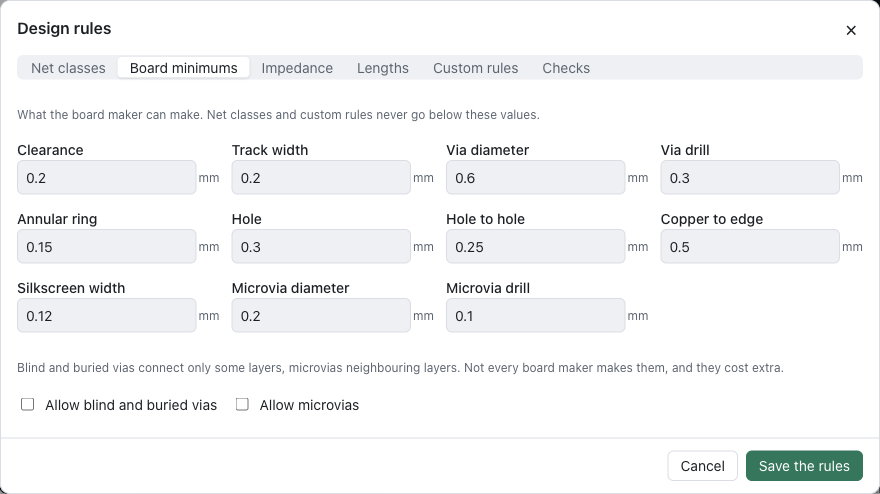 Design rules
Net classes Board minimums Impedance Lengths Custom rules Checks
What the board maker can make. Net classes and custom rules never go below these values.
Clearance Track width Via diameter Via drill
0.2 mm 0.2 mm 0.6 mm 0.3 mm
Annular ring Hole Hole to hole Copper to edge
0.15 mm 0.3 mm 0.25 mm 0.5 mm
Silkscreen width Microvia diameter Microvia drill
0.12 mm 0.2 mm 0.1 mm
Blind and buried vias connect only some layers, microvias neighbouring layers. Not every board maker makes them, and they cost extra.
Allow blind and buried vias Allow microvias
Cancel Save the rules